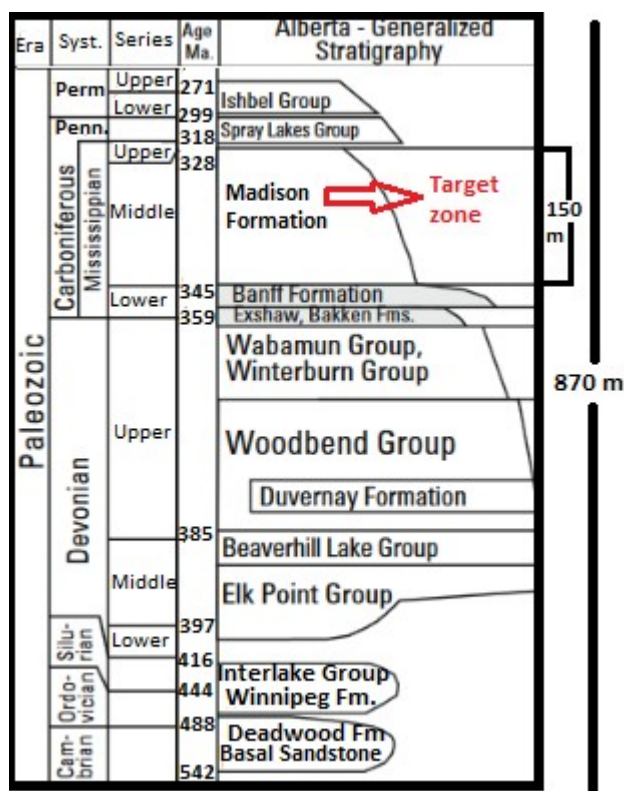 Era Syst. Series Age Ma. Alberta - Generalized Stratigraphy
Paleozoic
Perm
Upper
271
Lower
299
Ishbel Group
Penn.
318
Spray Lakes Group
Carboniferous
Mississippian
Upper
328
Middle
Madison
Formation
Target
zone
150
m
345
Lower
Banff Formation
359
Exshaw, Bakken Fms.
870 m
Devonian
Upper
Wabamun Group,
Winterburn Group
Woodbend Group
Duvernay Formation
385
Beaverhill Lake Group
Middle
Elk Point Group
397
Lower
Silu-
rian
416
Interlake Group
Winnipeg Fm.
Ordo-
vician
444
488
Deadwood Fm
Basal Sandstone
Cam-
brian
542